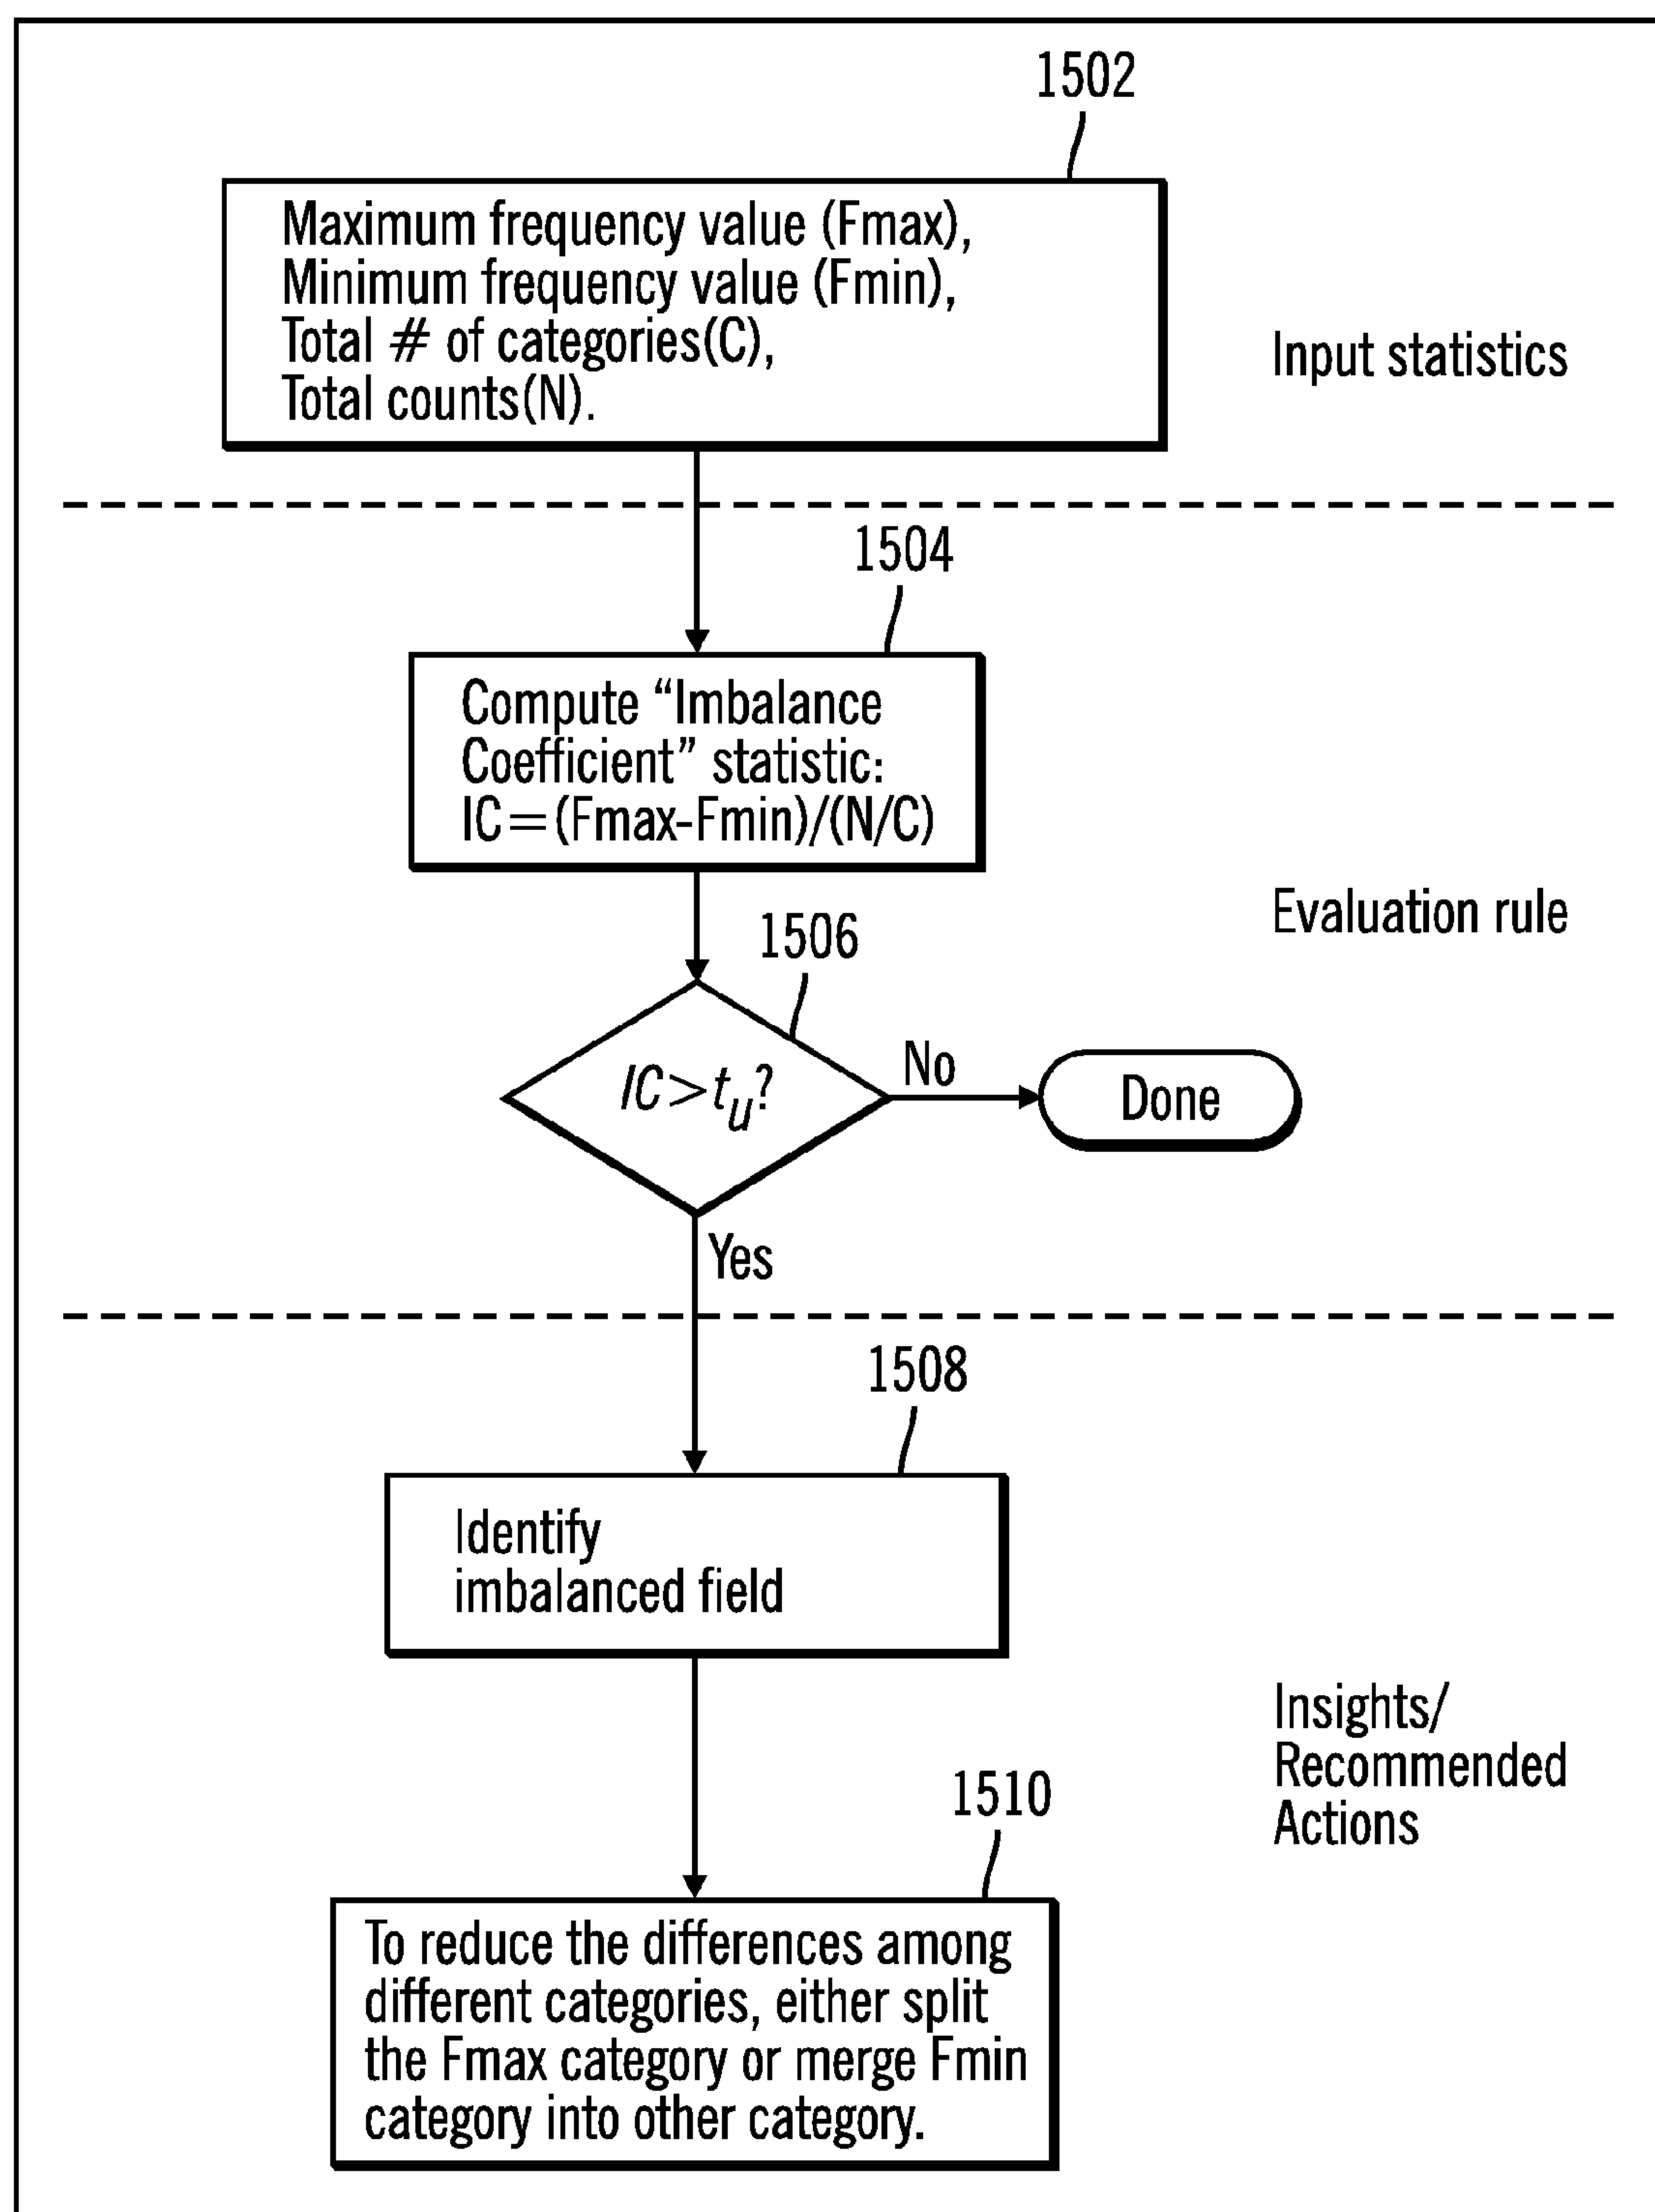 1502
Maximum frequency value (Fmax),
Minimum frequency value (Fmin),
Total # of categories(C),
Total counts(N).
Input statistics
1504
Compute “Imbalance
Coefficient” statistic:
IC=(Fmax-Fmin)/(N/C)
Evaluation rule
1506
IC>tu?
No
Done
Yes
1508
Identify
imbalanced field
Insights/
Recommended
Actions
1510
To reduce the differences among
different categories, either split
the Fmax category or merge Fmin
category into other category.